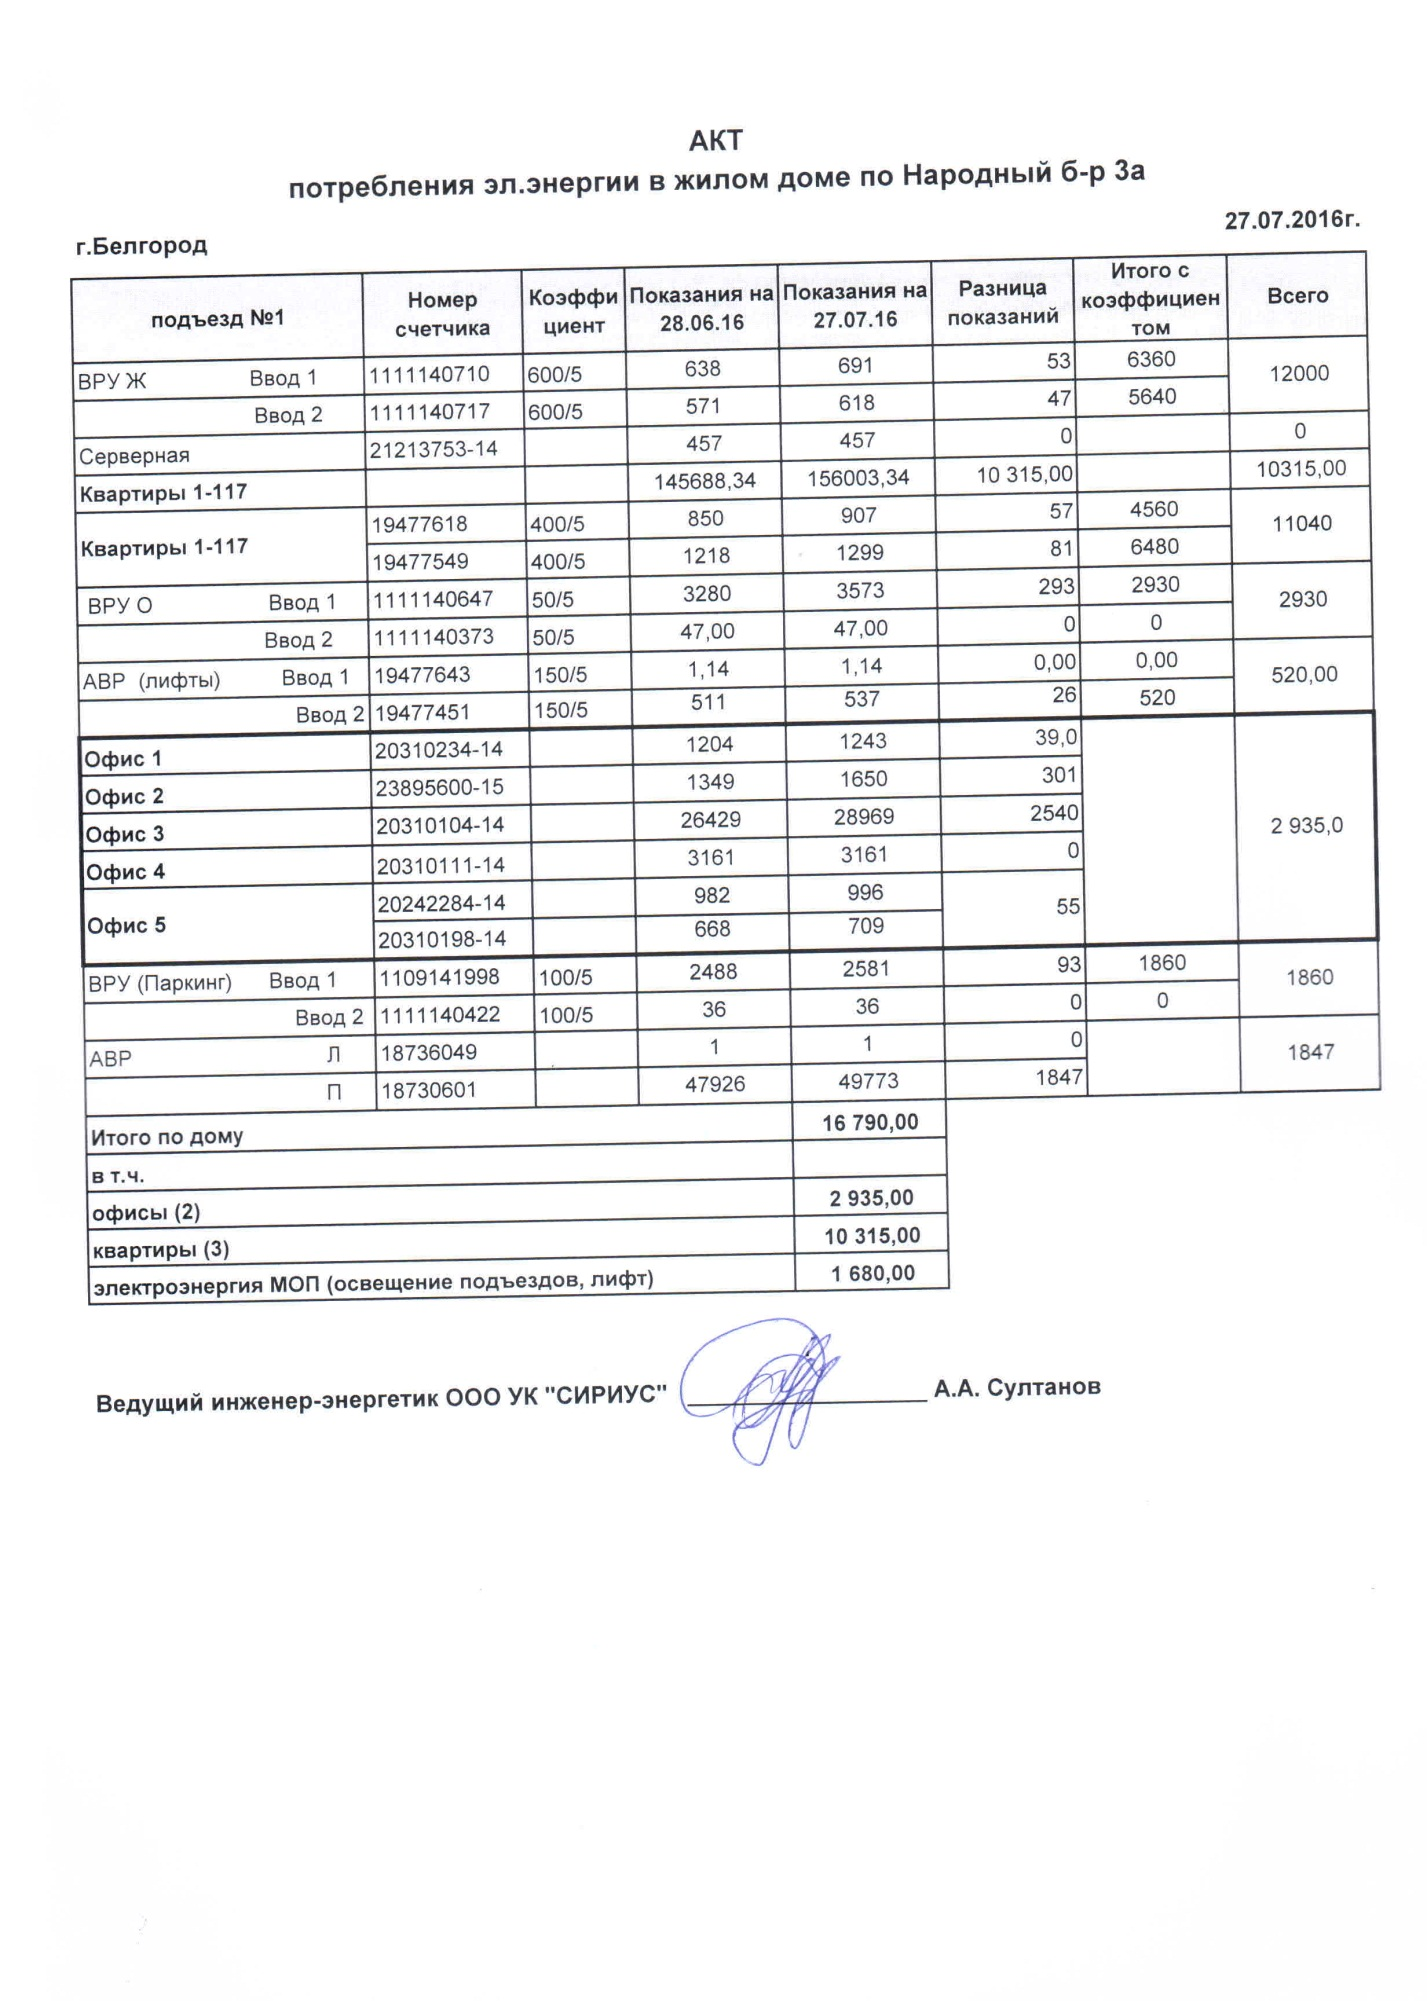 АКТ
потребления эл.энергии в жилом доме по Народный б-р 3а
27.07.2016г.
г.Белгород
подъезд №1 Номер счетчика Коэффи циент Показания на 28.06.16 Показания на 27.07.16 Разница показаний Итого с коэффициен том Всего
ВРУ Ж Ввод 1 1111140710 600/5 638 691 53 6360 12000
Ввод 2 1111140717 600/5 571 618 47 5640
Серверная 21213753-14 457 457 0 0
Квартиры 1-117 145688,34 156003,34 10 315,00 10315,00
Квартиры 1-117 19477618 400/5 850 907 57 4560 11040
19477549 400/5 1218 1299 81 6480
ВРУ О Ввод 1 1111140647 50/5 3280 3573 293 2930 2930
Ввод 2 1111140373 50/5 47,00 47,00 0 0
АВР (лифты) Ввод 1 19477643 150/5 1,14 1,14 0,00 0,00 520,00
Ввод 2 19477451 150/5 511 537 26 520
Офис 1 20310234-14 1204 1243 39,0 2 935,0
Офис 2 23895600-15 1349 1650 301
Офис 3 20310104-14 26429 28969 2540
Офис 4 20310111-14 3161 3161 0
Офис 5 20242284-14 982 996 55
20310198-14 668 709
ВРУ (Паркинг) Ввод 1 1109141998 100/5 2488 2581 93 1860 1860
Ввод 2 1111140422 100/5 36 36 0 0
АВР Л 18736049 1 1 0 1847
П 18730601 47926 49773 1847
Итого по дому 16 790,00
в т.ч.
офисы (2) 2 935,00
квартиры (3) 10 315,00
электроэнергия МОП (освещение подъездов, лифт) 1 680,00
Ведущий инженер-энергетик ООО УК "СИРИУС" А.А. Султанов